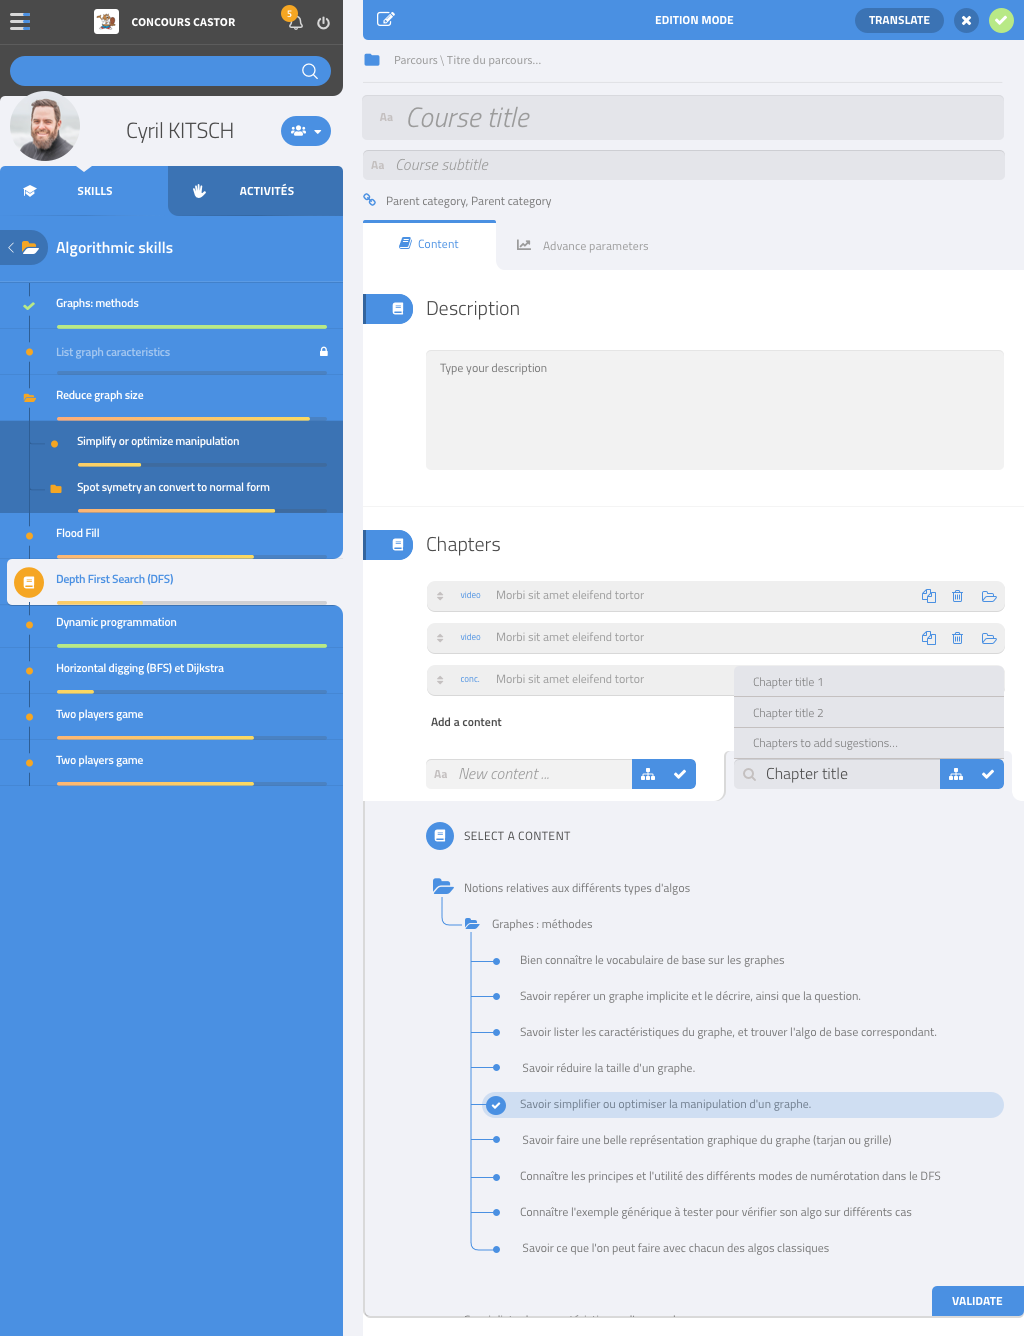 CONCOURS CASTOR
5
Cyril KITSCH
SKILLS
ACTIVITÉS
Algorithmic skills
Graphs: methods
List graph caracteristics
Reduce graph size
Simplify or optimize manipulation
Spot symetry an convert to normal form
Flood Fill
Depth First Search (DFS)
Dynamic programmation
Horizontal digging (BFS) et Dijkstra
Two players game
Two players game
EDITION MODE
TRANSLATE
Parcours \ Titre du parcours...
Aa Course title
Aa Course subtitle
Parent category, Parent category
Content
Advance parameters
Description
Type your description
Chapters
video Morbi sit amet eleifend tortor
video Morbi sit amet eleifend tortor
conc. Morbi sit amet eleifend tortor
Chapter title 1
Chapter title 2
Chapters to add sugestions...
Add a content
Aa New content ...
Chapter title
SELECT A CONTENT
Notions relatives aux différents types d'algos
Graphes : méthodes
Bien connaître le vocabulaire de base sur les graphes
Savoir repérer un graphe implicite et le décrire, ainsi que la question.
Savoir lister les caractéristiques du graphe, et trouver l'algo de base correspondant.
Savoir réduire la taille d'un graphe.
Savoir simplifier ou optimiser la manipulation d'un graphe.
Savoir faire une belle représentation graphique du graphe (tarjan ou grille)
Connaître les principes et l'utilité des différents modes de numérotation dans le DFS
Connaître l'exemple générique à tester pour vérifier son algo sur différents cas
Savoir ce que l'on peut faire avec chacun des algos classiques
VALIDATE